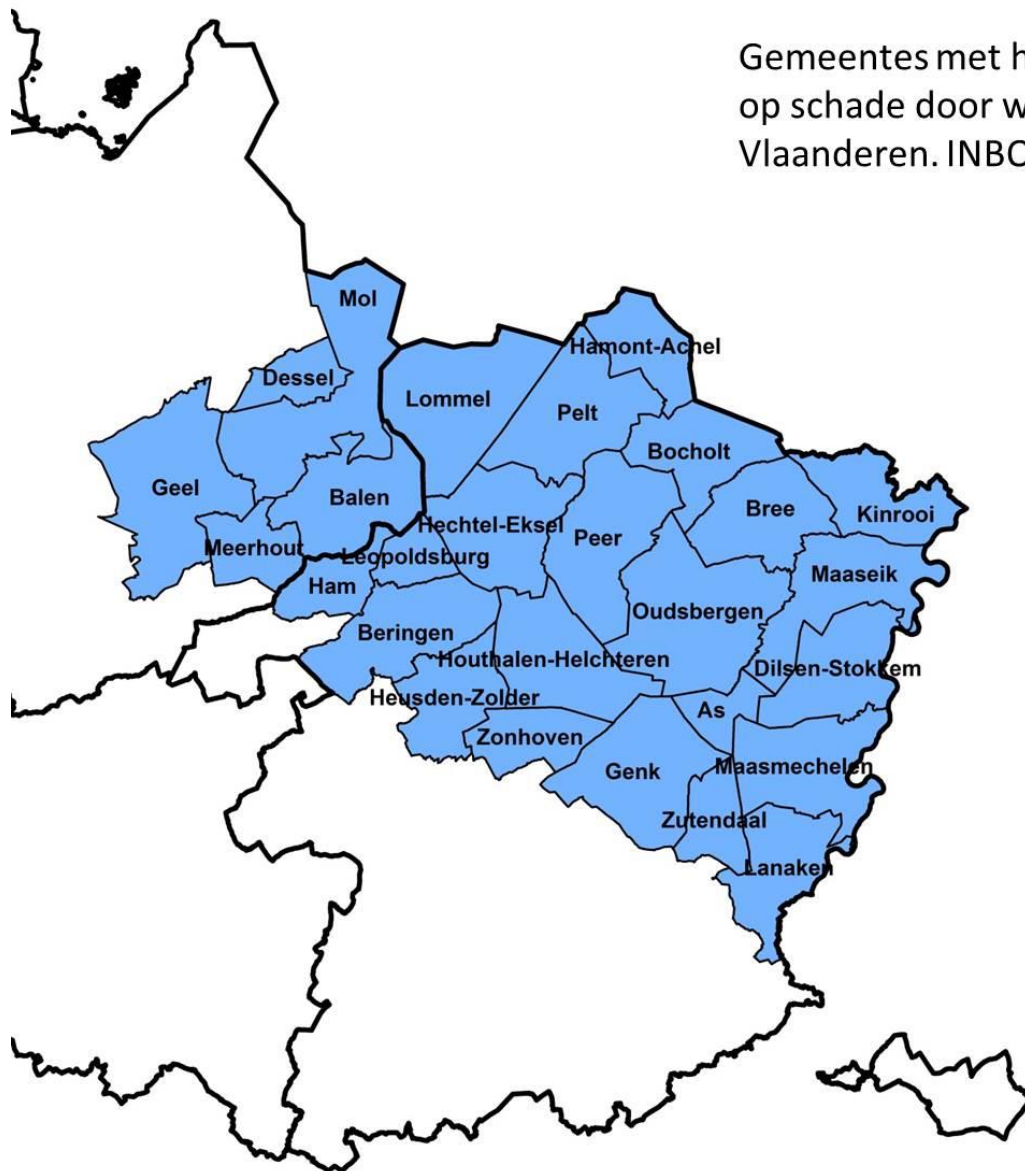 Gemeentes met h
op schade door w
Vlaanderen. INBO
Mol
Hamont-Achel
Dessel
Lommel
Pelt
Bocholt
Geel
Balen
Bree
Kinrooi
Hechtel-Eksel
Peer
Meerhout
Leopoldsburg
Maaseik
Ham
Oudsbergen
Beringen
Houthalen-Helchteren
Dilsen-Stokkem
Heusden-Zolder
As
Zonhoven
Genk
Maasmechelen
Zutendaal
Lanaken